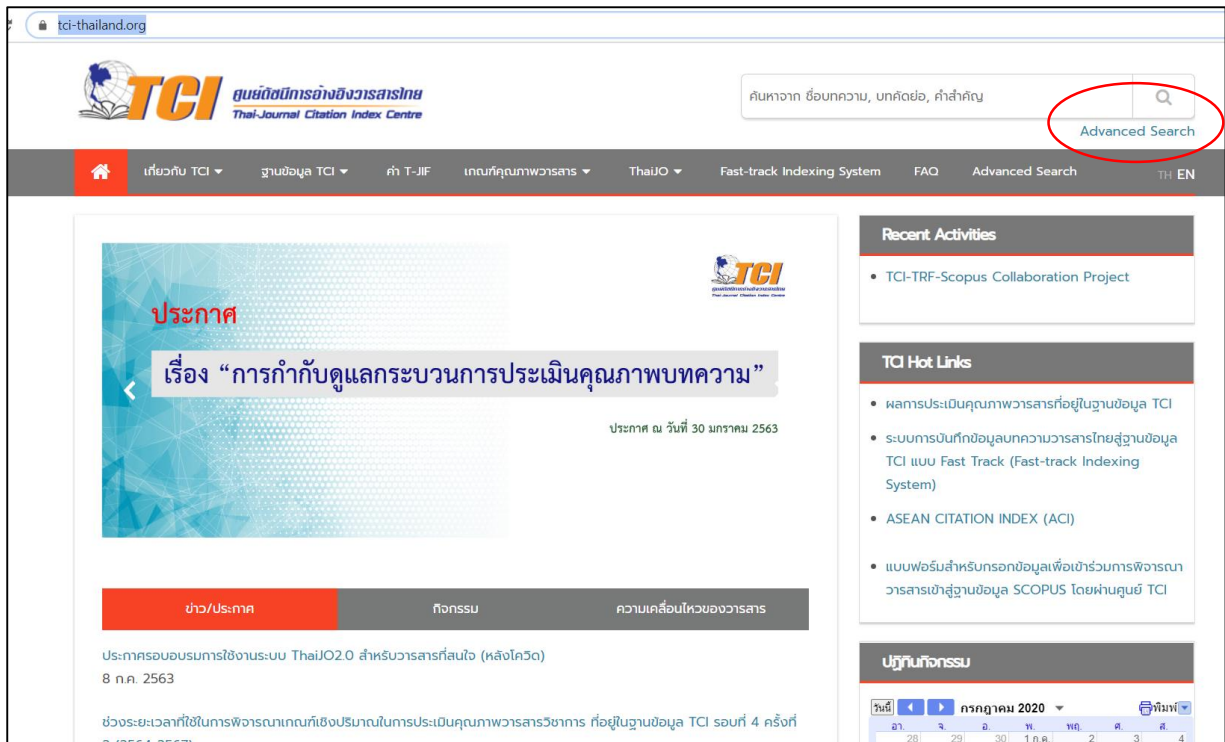 tci-thailand.org
TCI
ศูนย์ดัชนีการอ้างอิงวารสารไทย
Thai-Journal Citation Index Centre
ค้นหาจาก ชื่อบทความ, บทคัดย่อ, คำสำคัญ
Advanced Search
เกี่ยวกับ TCI ฐานข้อมูล TCI ค่า T-JIF เกณฑ์คุณภาพวารสาร ThaiJO Fast-track Indexing System FAQ Advanced Search TH EN
TCI
ศูนย์ดัชนีการอ้างอิงวารสารไทย
Thai-Journal Citation Index Centre
ประกาศ
เรื่อง “การกำกับดูแลกระบวนการประเมินคุณภาพบทความ”
ประกาศ ณ วันที่ 30 มกราคม 2563
ข่าว/ประกาศ กิจกรรม ความเคลื่อนไหวของวารสาร
ประกาศรอบอบรมการใช้งานระบบ ThaiJO2.0 สำหรับวารสารที่สนใจ (หลังโควิด)
8 ก.ค. 2563
ช่วงระยะเวลาที่ใช้ในการพิจารณาเกณฑ์เชิงปริมาณในการประเมินคุณภาพวารสารวิชาการ ที่อยู่ในฐานข้อมูล TCI รอบที่ 4 ครั้งที่
Recent Activities
TCI-TRF-Scopus Collaboration Project
TCI Hot Links
ผลการประเมินคุณภาพวารสารที่อยู่ในฐานข้อมูล TCI
ระบบการบันทึกข้อมูลบทความวารสารไทยสู่ฐานข้อมูล
TCI แบบ Fast Track (Fast-track Indexing
System)
ASEAN CITATION INDEX (ACI)
แบบฟอร์มสำหรับกรอกข้อมูลเพื่อเข้าร่วมการพิจารณา
วารสารเข้าสู่ฐานข้อมูล SCOPUS โดยผ่านศูนย์ TCI
ปฏิทินกิจกรรม
วันนี้ กรกฎาคม 2020 พิมพ์
อา. จ. อ. พ. พฤ. ศ. ส.
28 29 30 1 ก.ค. 2 3 4